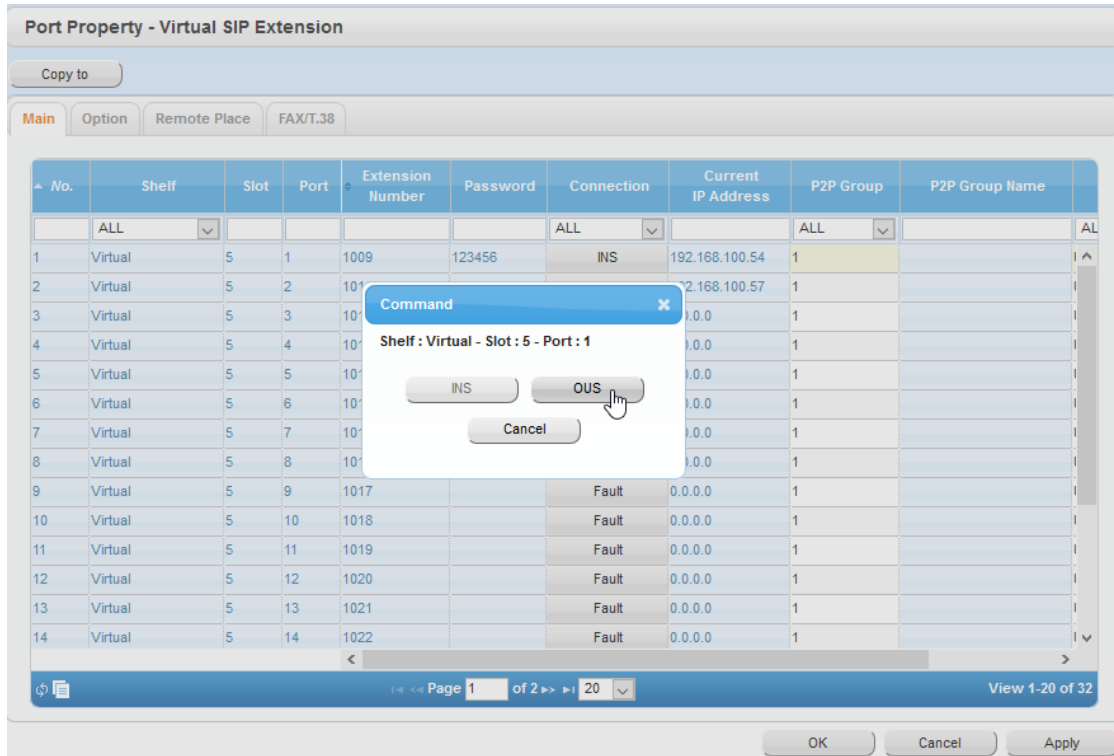 Port Property - Virtual SIP Extension
Copy to
Main Option Remote Place FAX/T.38
No. Shelf Slot Port Extension Number Password Connection Current IP Address P2P Group P2P Group Name
ALL ALL ALL AL
1 Virtual 5 1 1009 123456 INS 192.168.100.54 1
2 Virtual 5 2 1
3 Virtual 5 3 1
4 Virtual 5 4 1
5 Virtual 5 5 1
6 Virtual 5 6 1
7 Virtual 5 7 1
8 Virtual 5 8 1
Command
Shelf : Virtual - Slot : 5 - Port : 1
INS OUS
Cancel
9 Virtual 5 9 1017 Fault 0.0.0.0 1
10 Virtual 5 10 1018 Fault 0.0.0.0 1
11 Virtual 5 11 1019 Fault 0.0.0.0 1
12 Virtual 5 12 1020 Fault 0.0.0.0 1
13 Virtual 5 13 1021 Fault 0.0.0.0 1
14 Virtual 5 14 1022 Fault 0.0.0.0 1
Page 1 of 2 20 View 1-20 of 32
OK Cancel Apply